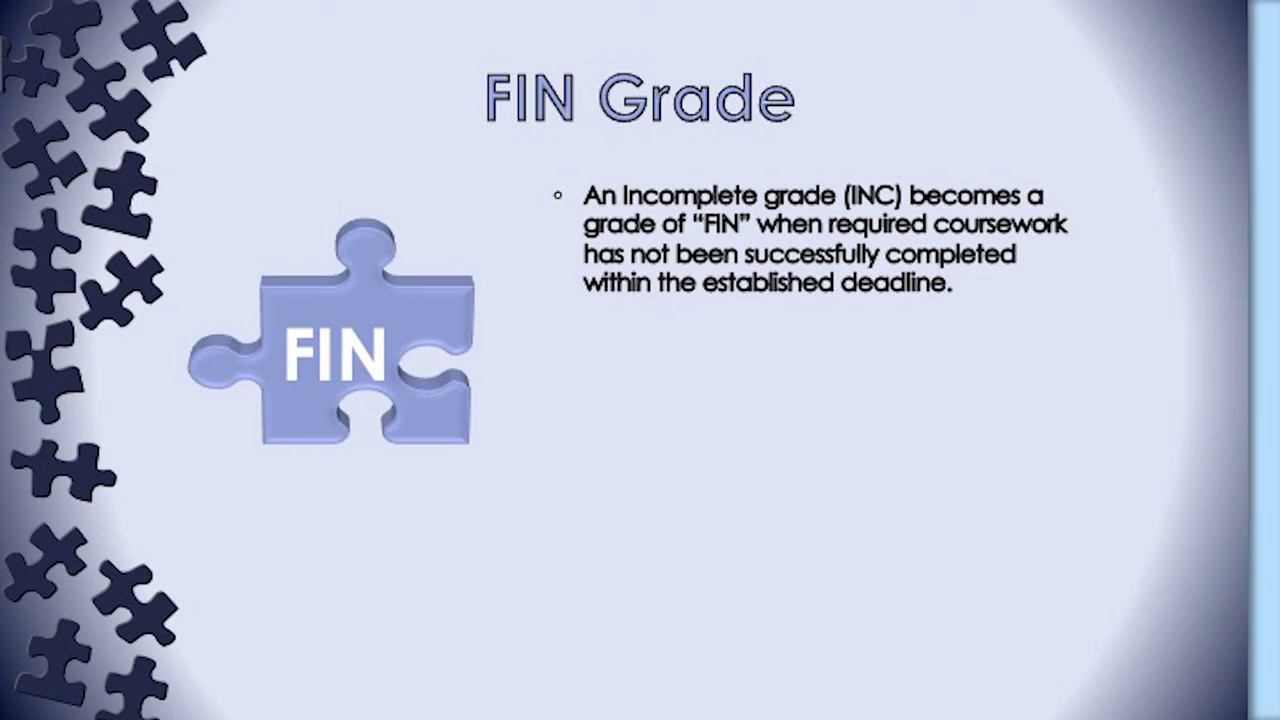 FIN Grade
An Incomplete grade (INC) becomes a
grade of “FIN” when required coursework
has not been successfully completed
within the established deadline.
FIN